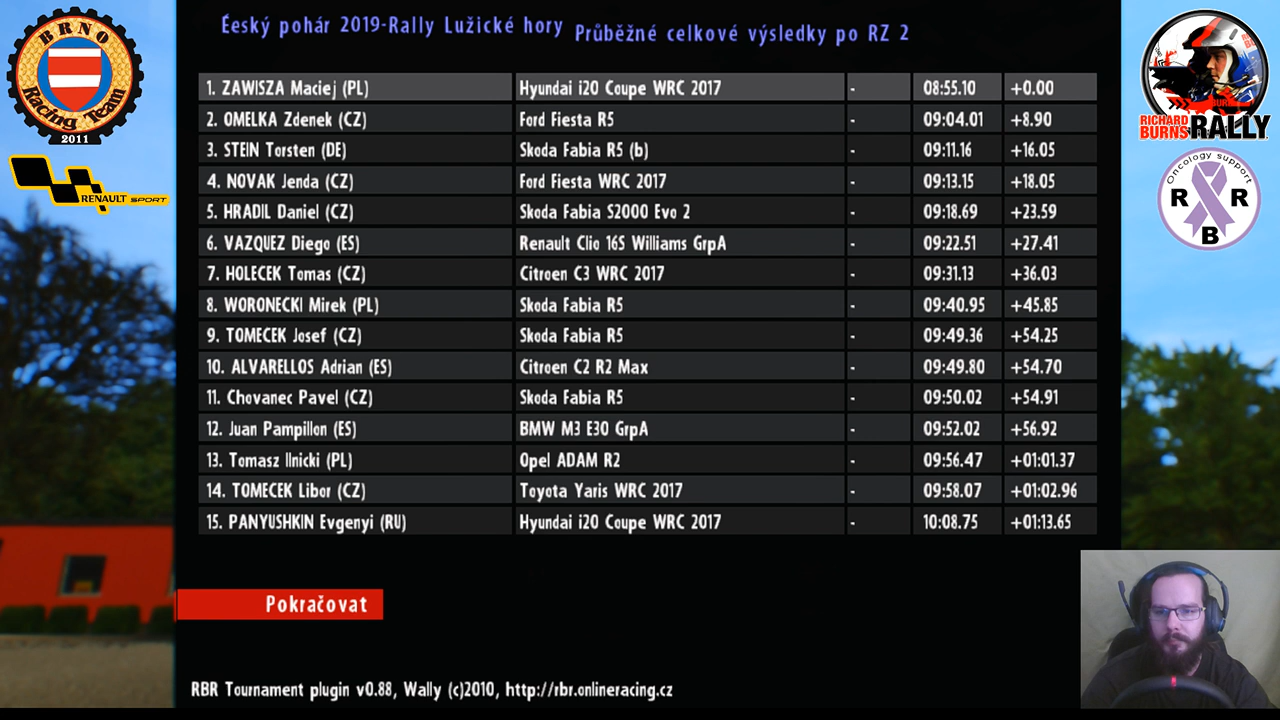 BRNO
Racing Team
2011
RENAULT SPORT
Český pohár 2019-Rally Lužické hory Průběžné celkové výsledky po RZ 2
RICHARD
BURNS RALLY
Oncology support
R R
B
1. ZAWISZA Maciej (PL) Hyundai i20 Coupe WRC 2017 - 08:55.10 +0.00
2. OMELKA Zdenek (CZ) Ford Fiesta R5 - 09:04.01 +8.90
3. STEIN Torsten (DE) Skoda Fabia R5 (b) - 09:11.16 +16.05
4. NOVAK Jenda (CZ) Ford Fiesta WRC 2017 - 09:13.15 +18.05
5. HRADIL Daniel (CZ) Skoda Fabia S2000 Evo 2 - 09:18.69 +23.59
6. VAZQUEZ Diego (ES) Renault Clio 16S Williams GrpA - 09:22.51 +27.41
7. HOLECEK Tomas (CZ) Citroen C3 WRC 2017 - 09:31.13 +36.03
8. WORONECKI Mirek (PL) Skoda Fabia R5 - 09:40.95 +45.85
9. TOMECEK Josef (CZ) Skoda Fabia R5 - 09:49.36 +54.25
10. ALVARELLOS Adrian (ES) Citroen C2 R2 Max - 09:49.80 +54.70
11. Chovanec Pavel (CZ) Skoda Fabia R5 - 09:50.02 +54.91
12. Juan Pampillon (ES) BMW M3 E30 GrpA - 09:52.02 +56.92
13. Tomasz Ilnicki (PL) Opel ADAM R2 - 09:56.47 +01:01.37
14. TOMECEK Libor (CZ) Toyota Yaris WRC 2017 - 09:58.07 +01:02.96
15. PANYUSHKIN Evgenyi (RU) Hyundai i20 Coupe WRC 2017 - 10:08.75 +01:13.65
Pokračovat
RBR Tournament plugin v0.88, Wally (c)2010, http://rbr.onlineracing.cz